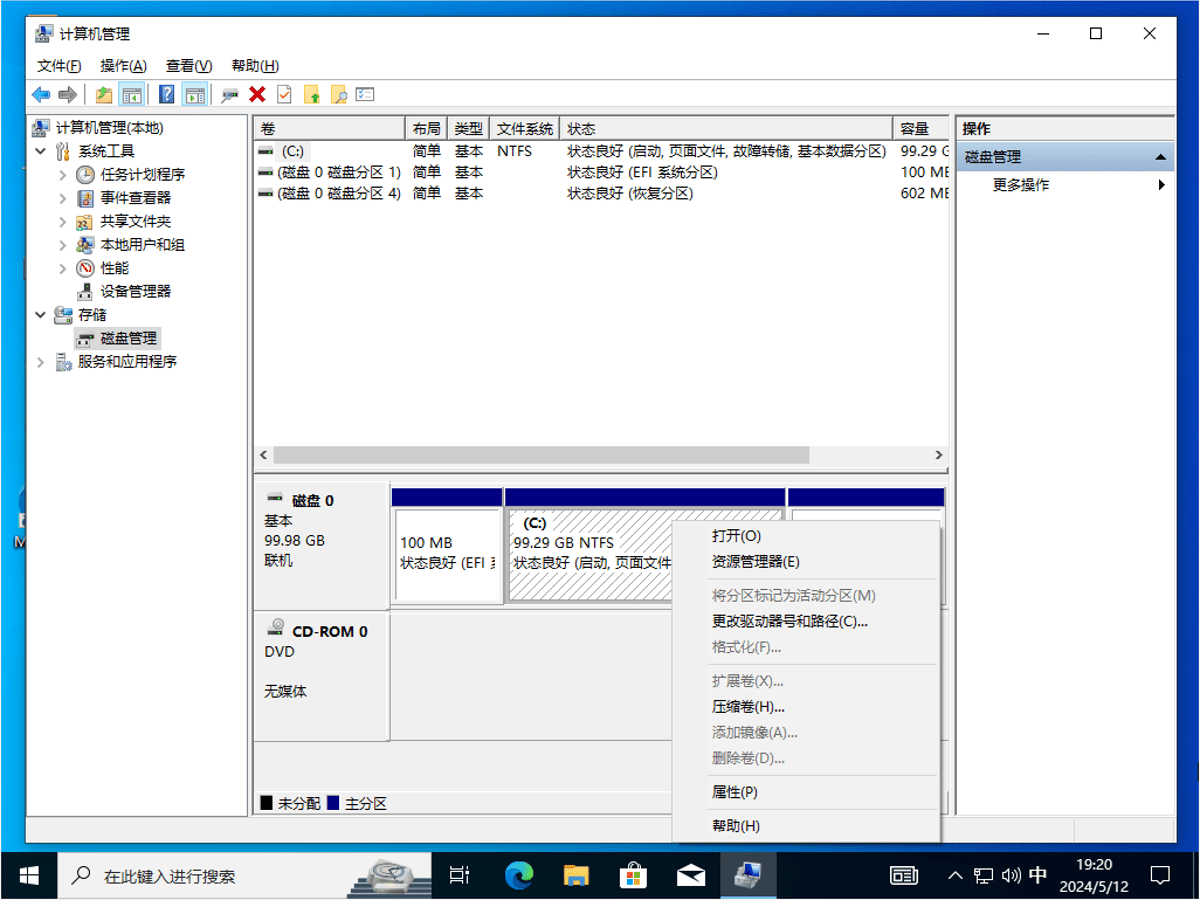 计算机管理
文件(F) 操作(A) 查看(V) 帮助(H)
计算机管理(本地)
系统工具
任务计划程序
事件查看器
共享文件夹
本地用户和组
性能
设备管理器
存储
磁盘管理
服务和应用程序
卷 布局 类型 文件系统 状态 容量
(C:) 简单 基本 NTFS 状态良好 (启动, 页面文件, 故障转储, 基本数据分区) 99.29 G
(磁盘 0 磁盘分区 1) 简单 基本 状态良好 (EFI 系统分区) 100 ME
(磁盘 0 磁盘分区 4) 简单 基本 状态良好 (恢复分区) 602 ME
操作
磁盘管理
更多操作
磁盘 0
基本
99.98 GB
联机
100 MB
状态良好 (EFI
(C:)
99.29 GB NTFS
状态良好 (启动, 页面文件
CD-ROM 0
DVD
无媒体
未分配 主分区
打开(O)
资源管理器(E)
将分区标记为活动分区(M)
更改驱动器号和路径(C)...
格式化(F)...
扩展卷(X)...
压缩卷(H)...
添加镜像(A)...
删除卷(D)...
属性(P)
帮助(H)
M
在此键入进行搜索
中
19:20
2024/5/12